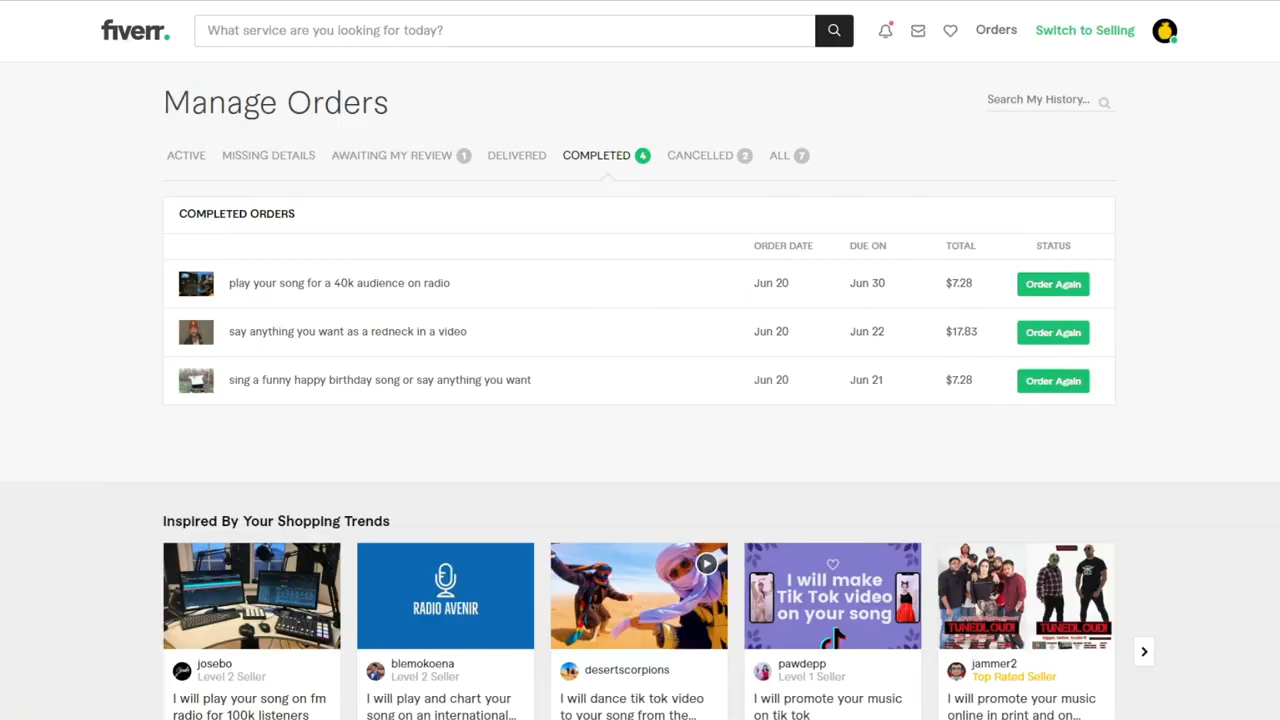 fiverr.
What service are you looking for today?
Orders
Switch to Selling
Manage Orders
Search My History...
ACTIVE
MISSING DETAILS
AWAITING MY REVIEW 1
DELIVERED
COMPLETED 4
CANCELLED 2
ALL 7
COMPLETED ORDERS
ORDER DATE DUE ON TOTAL STATUS
play your song for a 40k audience on radio Jun 20 Jun 30 $7.28 Order Again
say anything you want as a redneck in a video Jun 20 Jun 22 $17.83 Order Again
sing a funny happy birthday song or say anything you want Jun 20 Jun 21 $7.28 Order Again
Inspired By Your Shopping Trends
josebo
Level 2 Seller
I will play your song on fm
radio for 100k listeners
RADIO AVENIR
blemokoena
Level 2 Seller
I will play and chart your
song on an international...
desertscorpions
I will dance tik tok video
to your song from the...
I will make
Tik Tok video
on your song
pawdepp
Level 1 Seller
I will promote your music
on tik tok
TUNEDLOUD!
TUNEDLOUD!
jammer2
Top Rated Seller
I will promote your music
online in print and on...